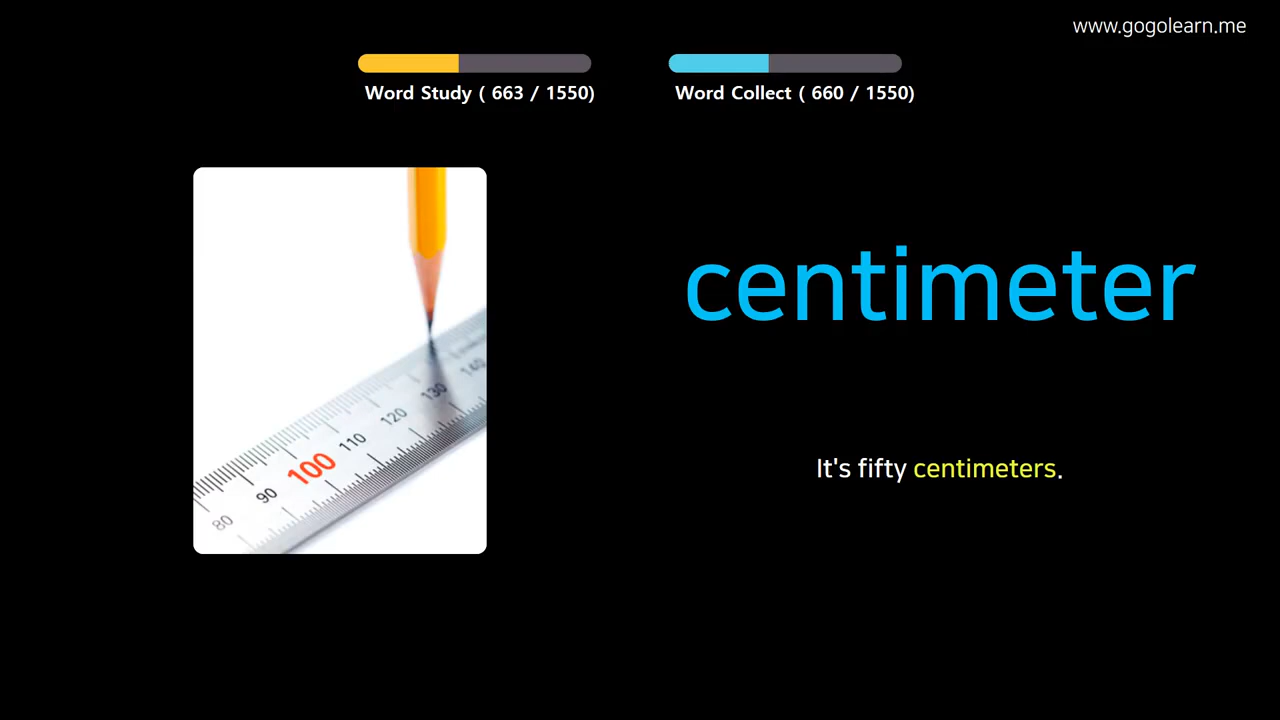 www.gogolearn.me
Word Study ( 663 / 1550)
Word Collect ( 660 / 1550)
centimeter
It's fifty centimeters.
80 90 100 110 120 130 140